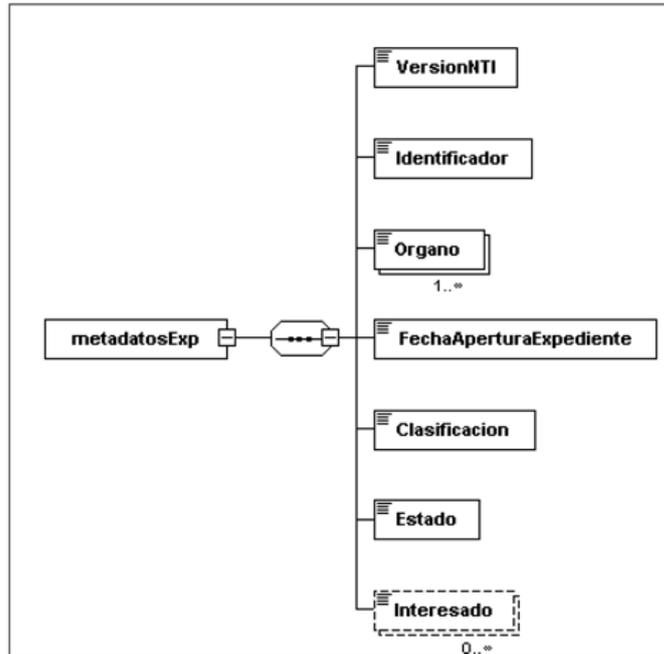 VersionNTI
Identificador
Organo
1..∞
metadatosExp
FechaAperturaExpediente
Clasificacion
Estado
Interesado
0..∞